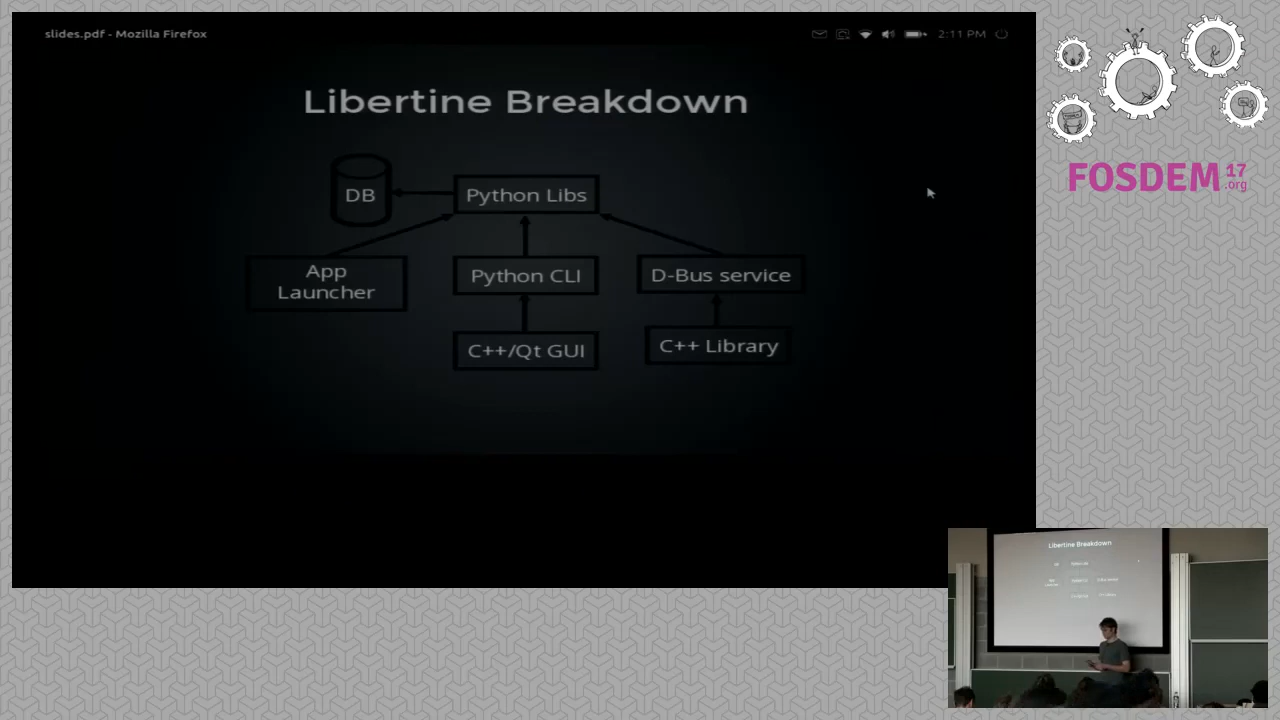 slides.pdf - Mozilla Firefox
2:11 PM
Libertine Breakdown
DB
Python Libs
App
Launcher
Python CLI
D-Bus service
C++/Qt GUI
C++ Library
FOSDEM 17
.org
Libertine Breakdown